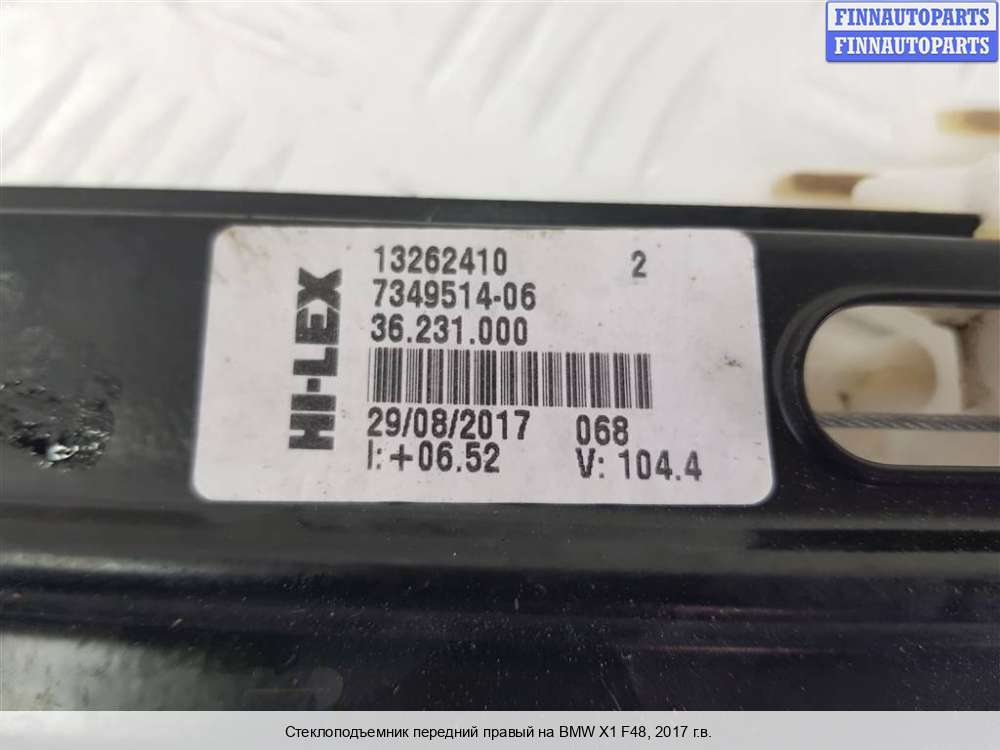 FINNAUTOPARTS
FINNAUTOPARTS
HI-LEX
13262410 2
7349514-06
36.231.000
29/08/2017 068
I: +06.52 V: 104.4
Стеклоподъемник передний правый на BMW X1 F48, 2017 г.в.